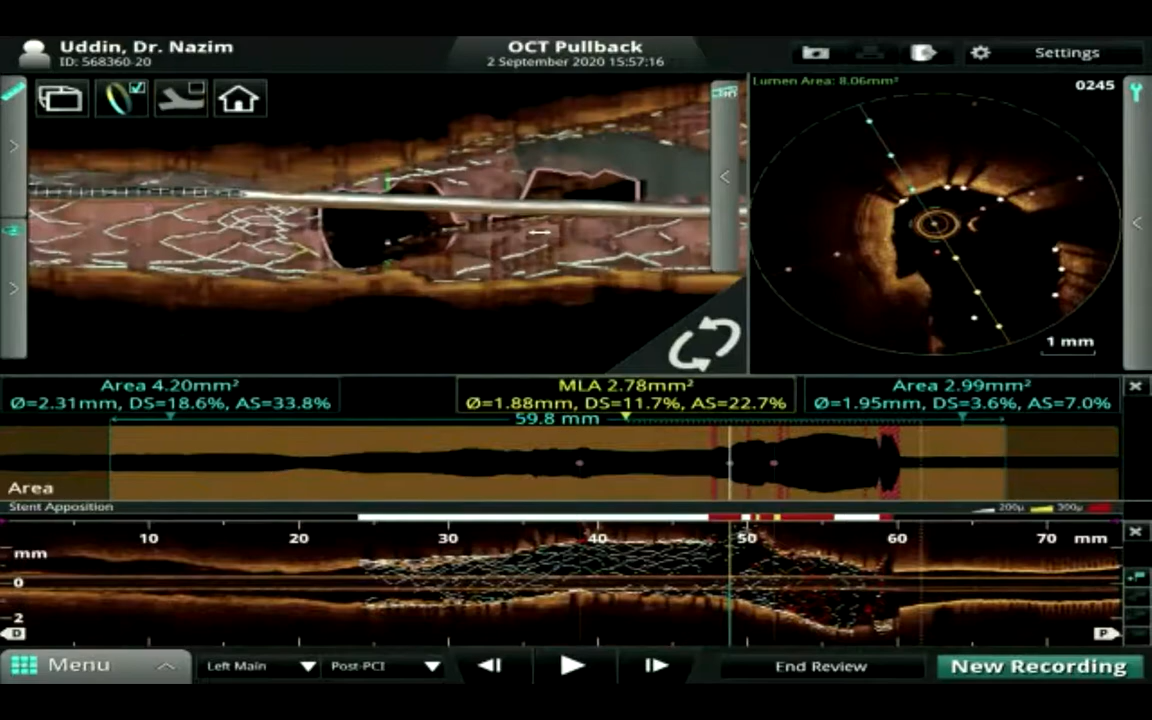 Uddin, Dr. Nazim
ID: 568360-20
OCT Pullback
2 September 2020 15:57:16
Settings
Lumen Area: 8.06mm²
0245
1 mm
Area 4.20mm²
Ø=2.31mm, DS=18.6%, AS=33.8%
MLA 2.78mm²
Ø=1.88mm, DS=11.7%, AS=22.7%
Area 2.99mm²
Ø=1.95mm, DS=3.6%, AS=7.0%
59.8 mm
Area
Stent Apposition
200µ
300µ
10 20 30 40 50 60 70 mm
mm
0
2
D
P
Menu
Left Main
Post-PCI
End Review
New Recording